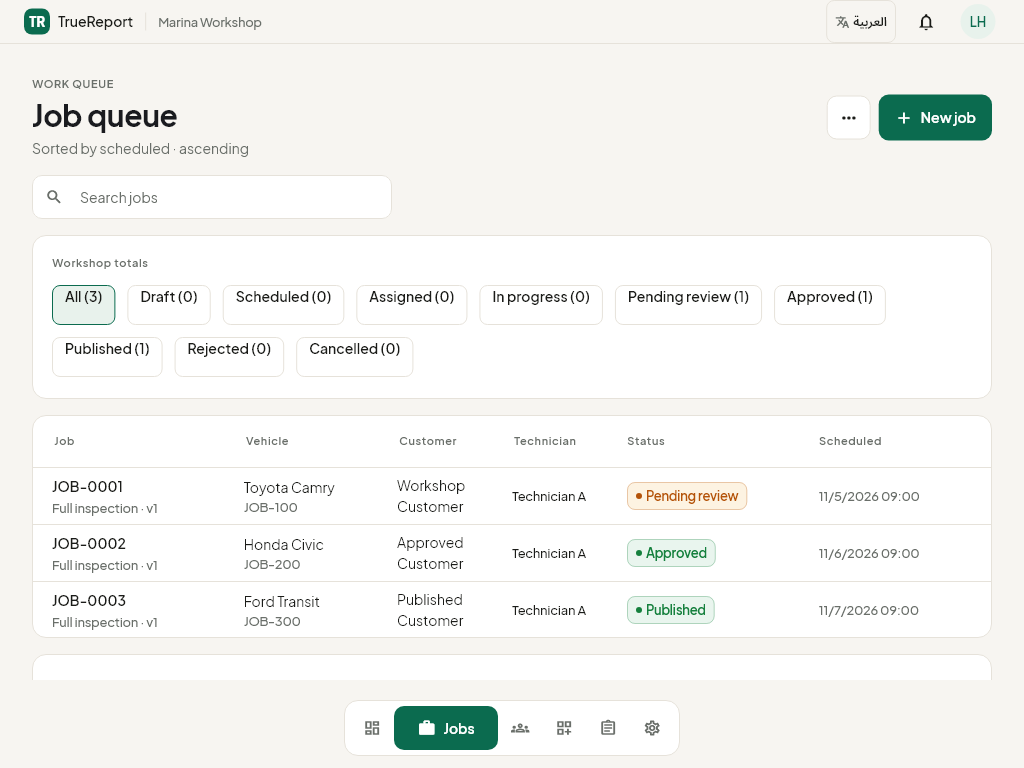 TR TrueReport Marina Workshop العربية LH
WORK QUEUE
Job queue
Sorted by scheduled · ascending
New job
Search jobs
Workshop totals
All (3) Draft (0) Scheduled (0) Assigned (0) In progress (0) Pending review (1) Approved (1)
Published (1) Rejected (0) Cancelled (0)
Job Vehicle Customer Technician Status Scheduled
JOB-0001 Toyota Camry Workshop Customer Technician A Pending review 11/5/2026 09:00
Full inspection · v1 JOB-100
JOB-0002 Honda Civic Approved Customer Technician A Approved 11/6/2026 09:00
Full inspection · v1 JOB-200
JOB-0003 Ford Transit Published Customer Technician A Published 11/7/2026 09:00
Full inspection · v1 JOB-300
Jobs